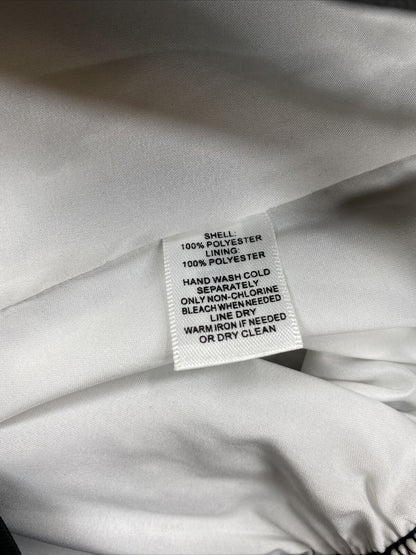 SHELL:
100% POLYESTER
LINING:
100% POLYESTER
HAND WASH COLD
SEPARATELY
ONLY NON-CHLORINE
BLEACH WHEN NEEDED
LINE DRY
WARM IRON IF NEEDED
OR DRY CLEAN